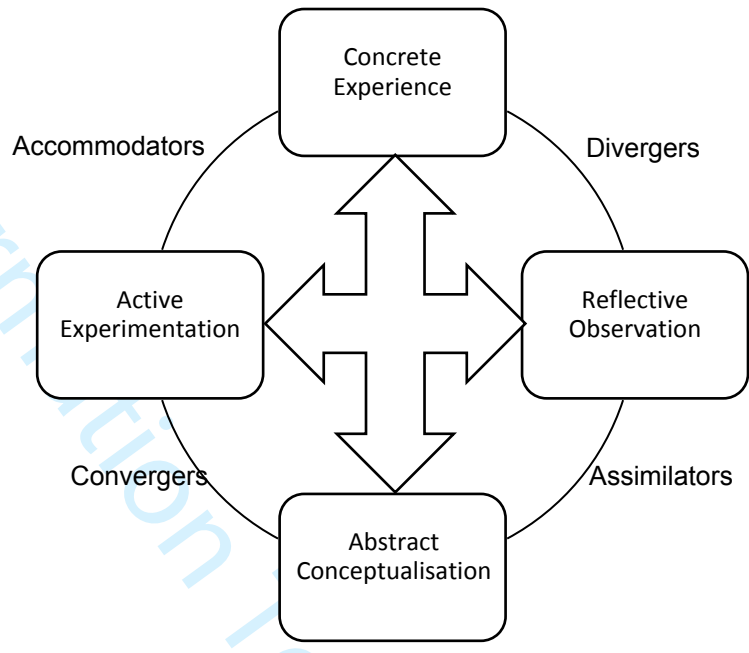 Concrete
Experience
Accommodators
Divergers
Active
Experimentation
Reflective
Observation
Convergers
Assimilators
Abstract
Conceptualisation